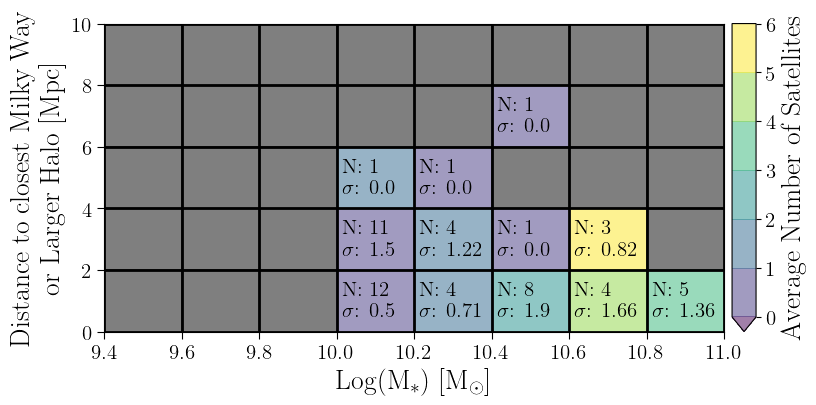 Distance to closest Milky Way
or Larger Halo [Mpc]
10
8
6
4
2
0
N: 1
σ: 0.0
N: 1
σ: 0.0
N: 1
σ: 0.0
N: 11
σ: 1.5
N: 4
σ: 1.22
N: 1
σ: 0.0
N: 3
σ: 0.82
N: 12
σ: 0.5
N: 4
σ: 0.71
N: 8
σ: 1.9
N: 4
σ: 1.66
N: 5
σ: 1.36
9.4 9.6 9.8 10.0 10.2 10.4 10.6 10.8 11.0
Log(M<sub>*</sub>) [M<sub>⊙</sub>]
6
5
4
3
2
1
0
Average Number of Satellites